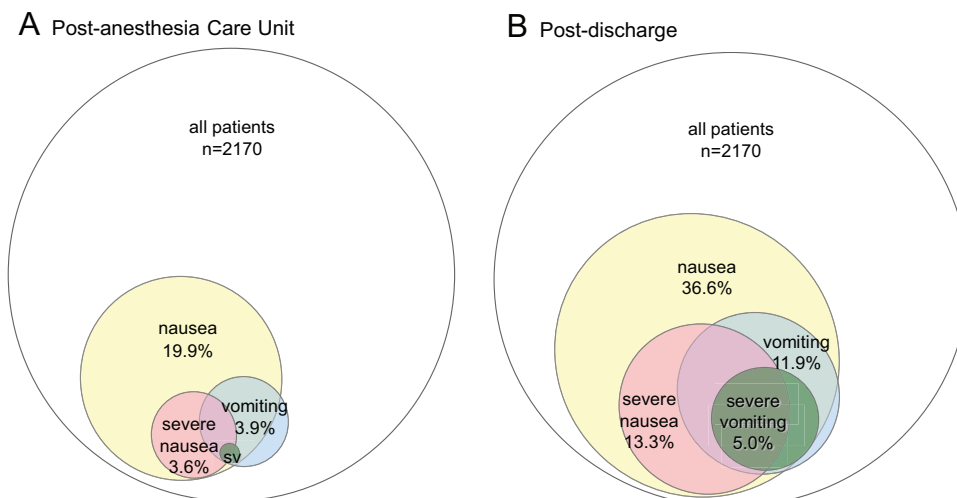 A Post-anesthesia Care Unit
all patients
n=2170
nausea
19.9%
vomiting
3.9%
severe
nausea
3.6%
sv
B Post-discharge
all patients
n=2170
nausea
36.6%
vomiting
11.9%
severe
nausea
13.3%
severe
vomiting
5.0%